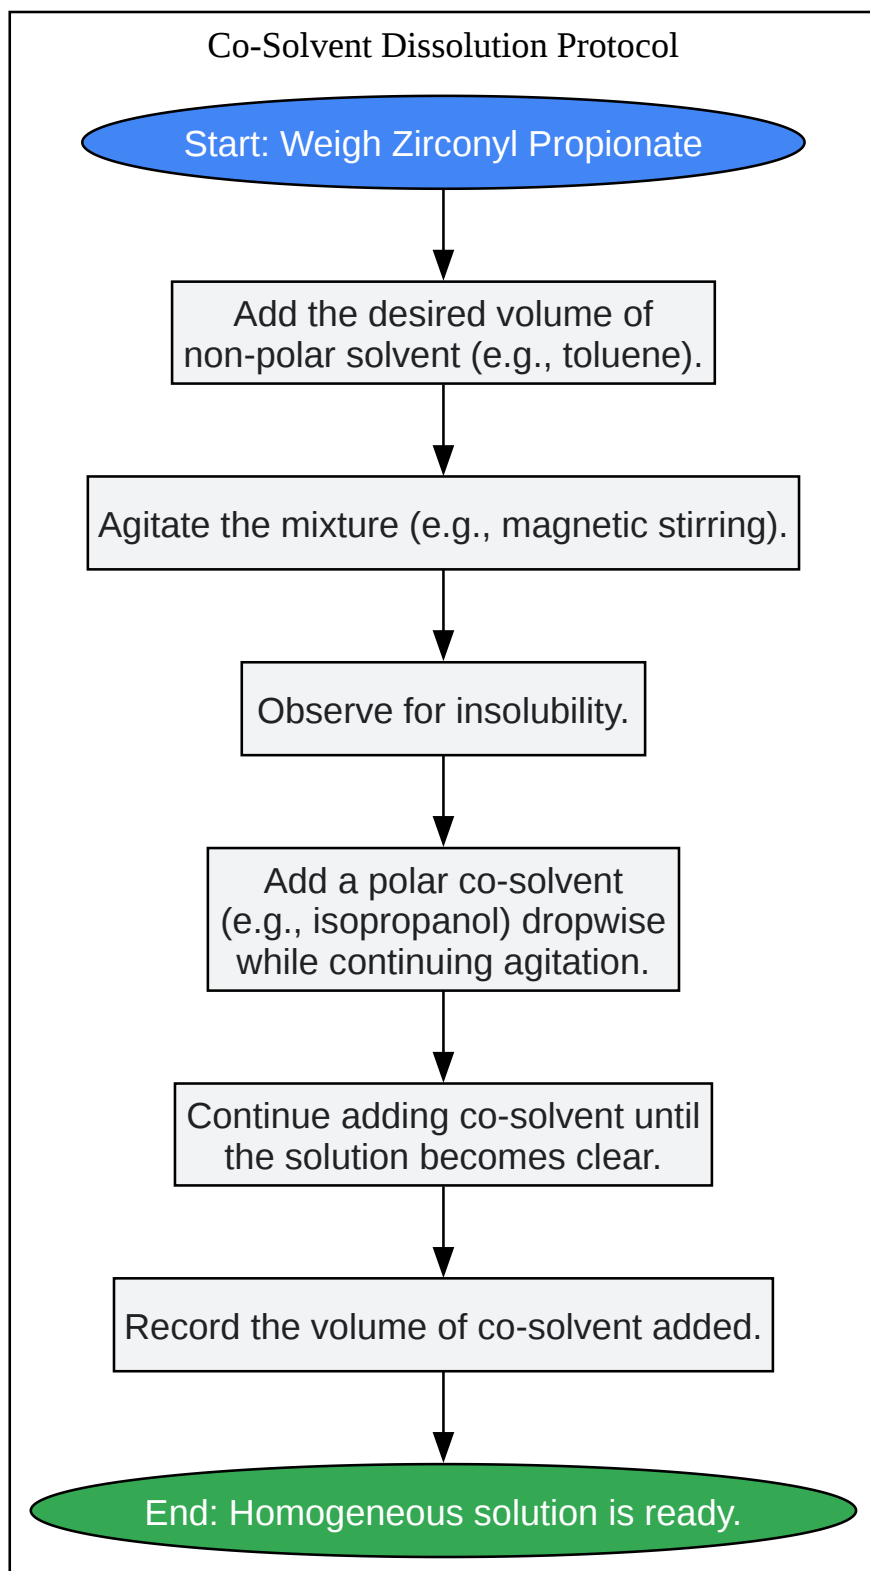 Co-Solvent Dissolution Protocol
Start: Weigh Zirconyl Propionate
Add the desired volume of
non-polar solvent (e.g., toluene).
Agitate the mixture (e.g., magnetic stirring).
Observe for insolubility.
Add a polar co-solvent
(e.g., isopropanol) dropwise
while continuing agitation.
Continue adding co-solvent until
the solution becomes clear.
Record the volume of co-solvent added.
End: Homogeneous solution is ready.